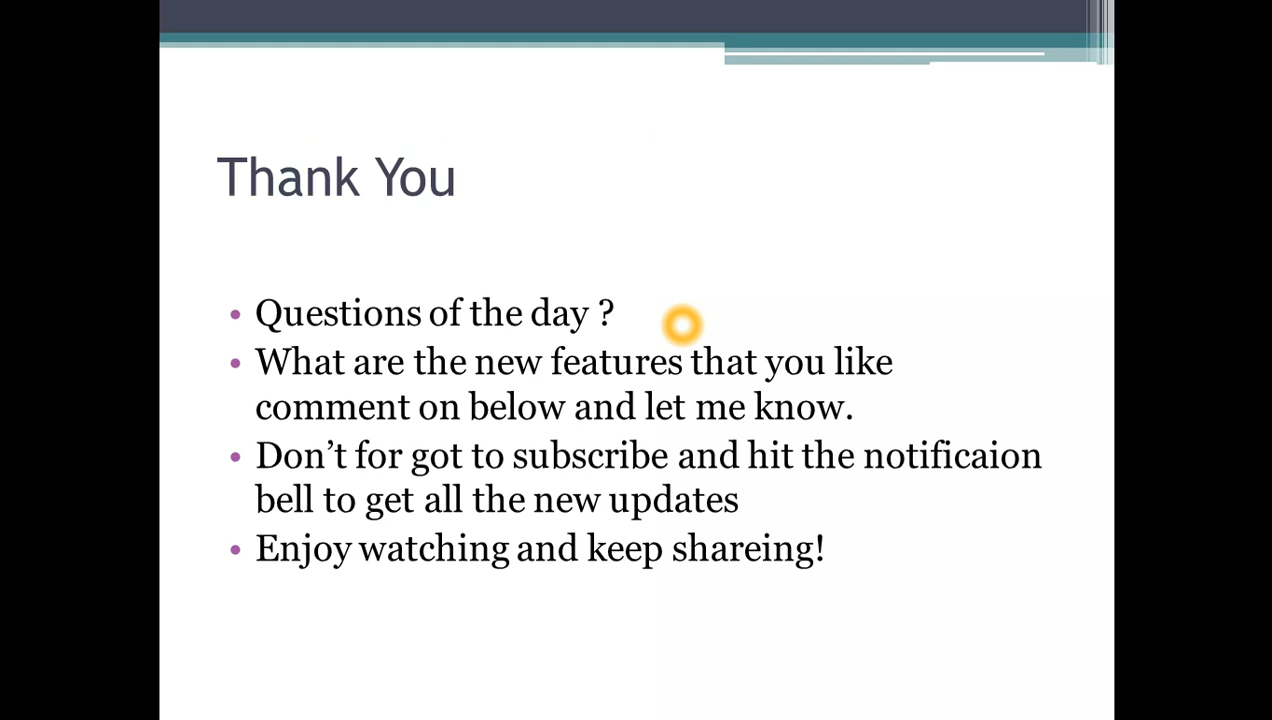 Thank You
• Questions of the day ?
• What are the new features that you like
comment on below and let me know.
• Don’t for got to subscribe and hit the notificaion
bell to get all the new updates
• Enjoy watching and keep shareing!